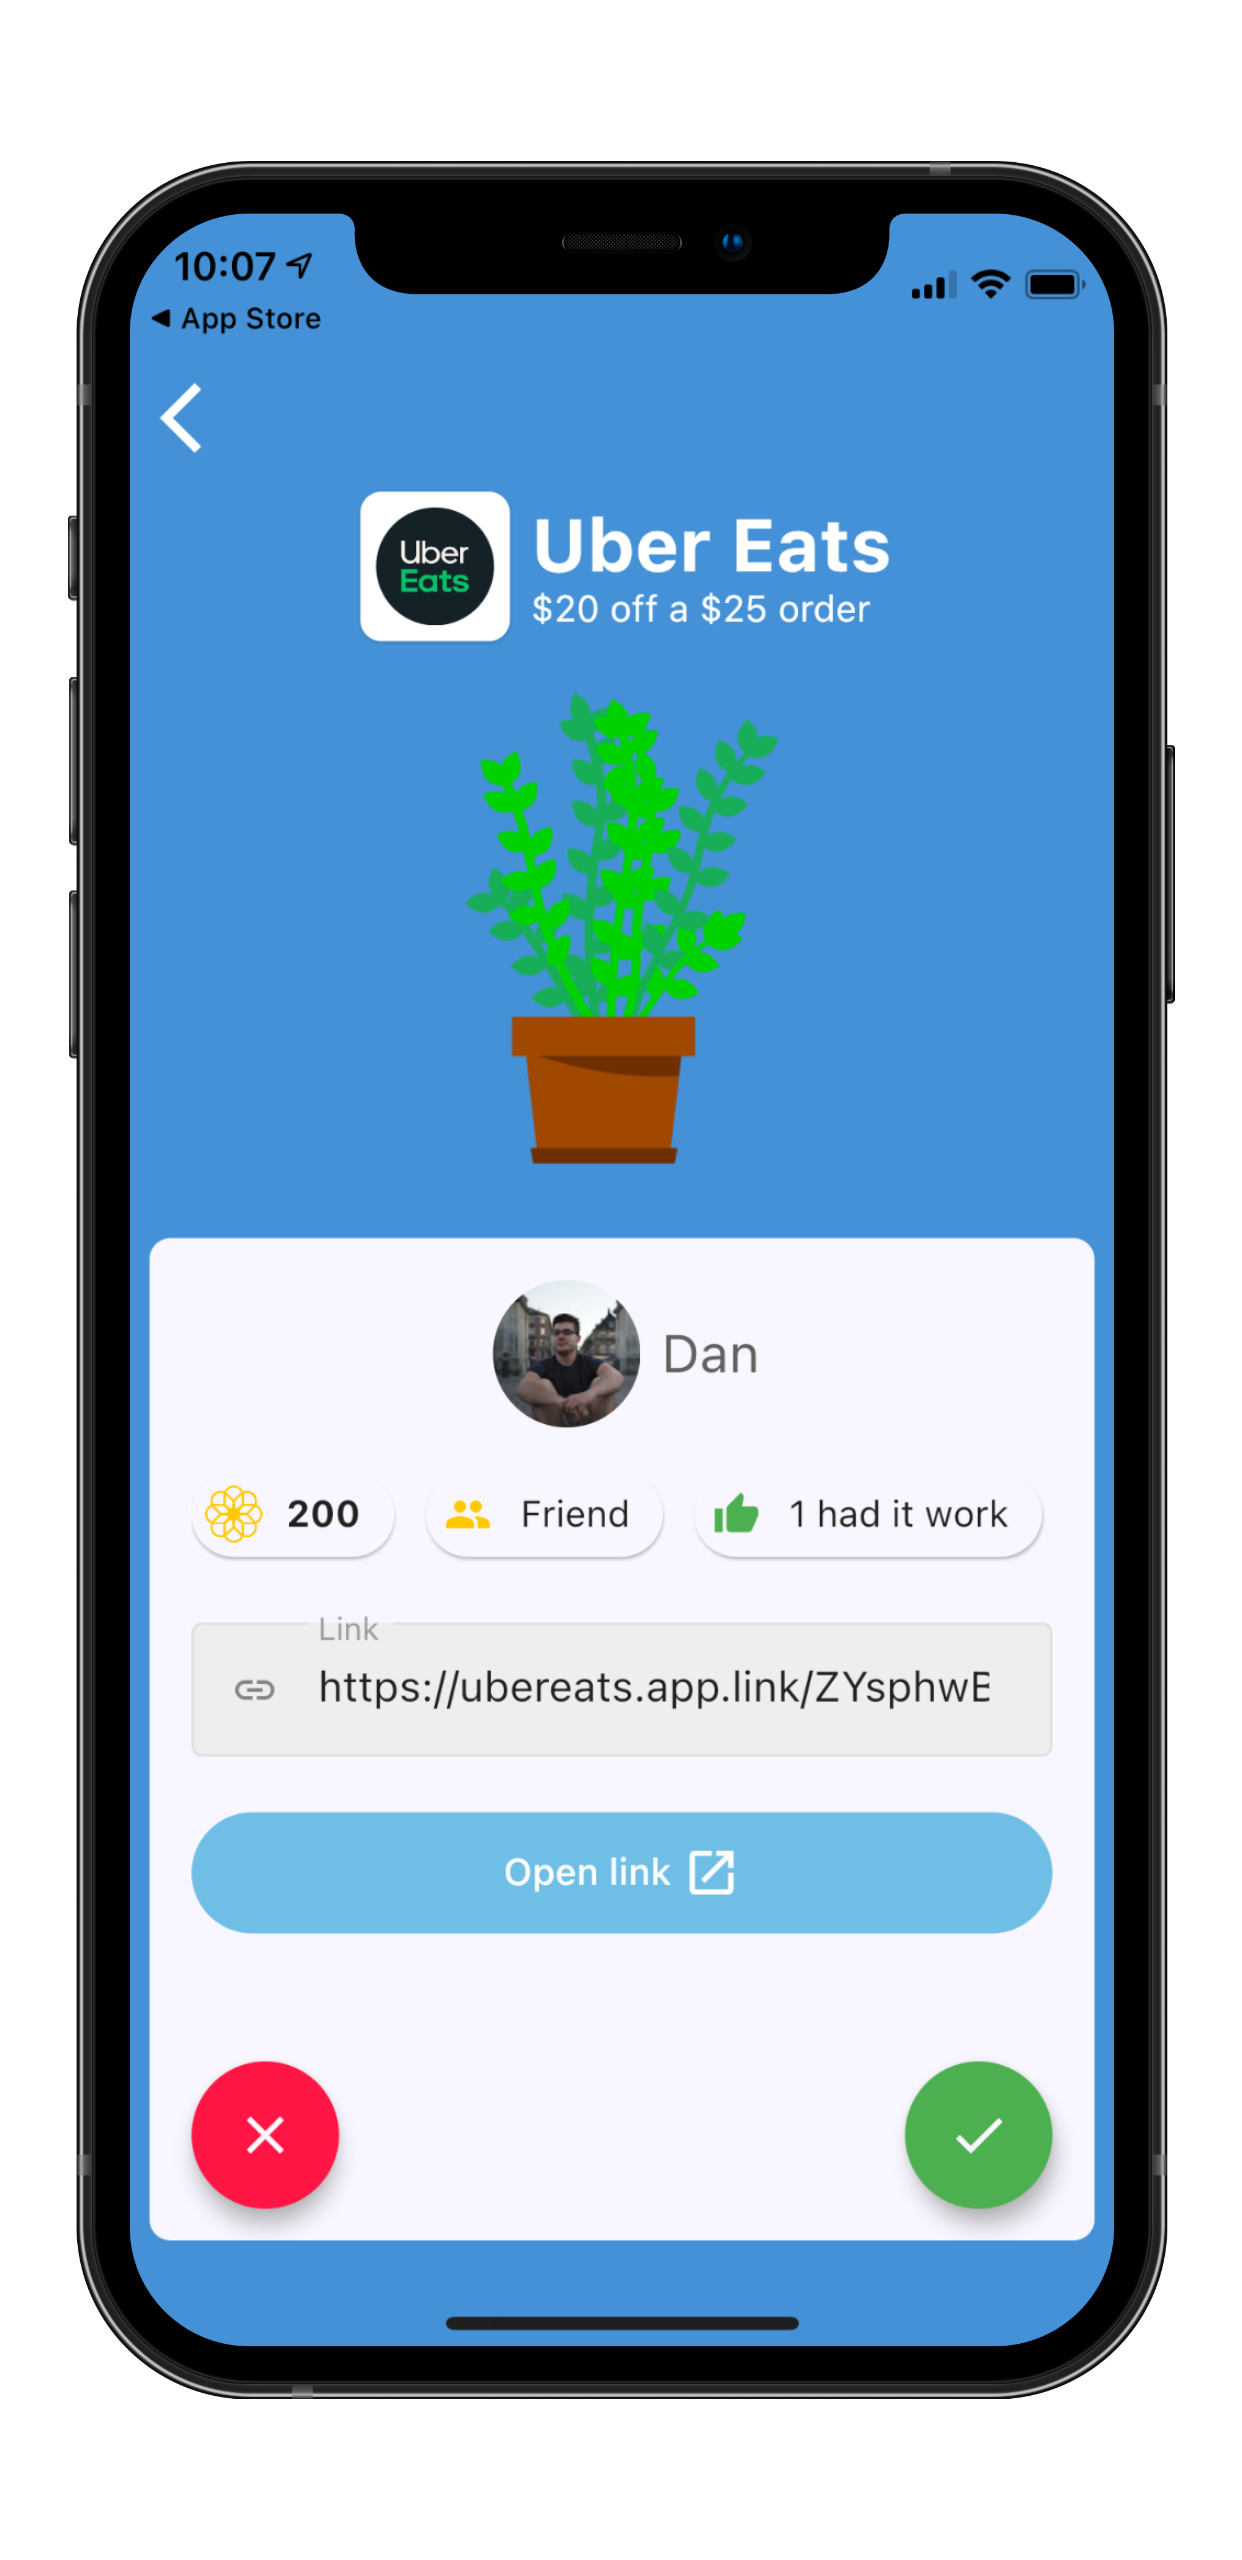 10:07
◀ App Store
Uber
Eats
Uber Eats
$20 off a $25 order
Dan
200
Friend
1 had it work
Link
https://ubereats.app.link/ZYsphwE
Open link